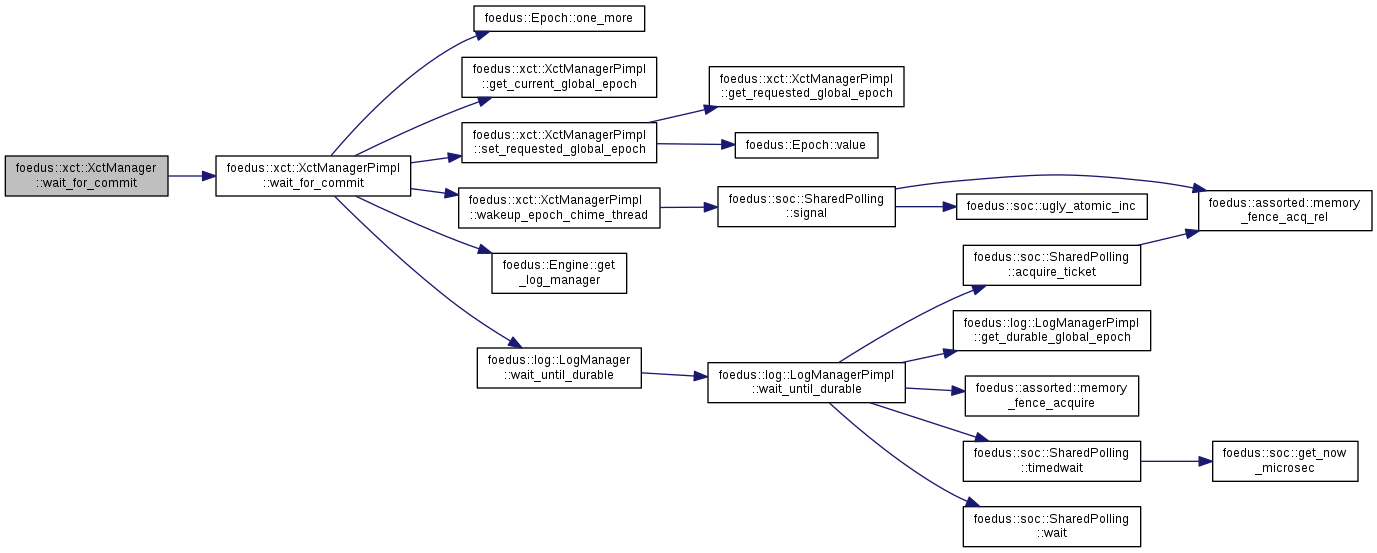 foedus::xct::XctManager
::wait_for_commit
foedus::xct::XctManagerPimpl
::wait_for_commit
foedus::Epoch::one_more
foedus::xct::XctManagerPimpl
::get_current_global_epoch
foedus::xct::XctManagerPimpl
::set_requested_global_epoch
foedus::xct::XctManagerPimpl
::get_requested_global_epoch
foedus::Epoch::value
foedus::xct::XctManagerPimpl
::wakeup_epoch_chime_thread
foedus::soc::SharedPolling
::signal
foedus::soc::ugly_atomic_inc
foedus::assorted::memory
_fence_acq_rel
foedus::Engine::get
_log_manager
foedus::log::LogManager
::wait_until_durable
foedus::log::LogManagerPimpl
::wait_until_durable
foedus::soc::SharedPolling
::acquire_ticket
foedus::log::LogManagerPimpl
::get_durable_global_epoch
foedus::assorted::memory
_fence_acquire
foedus::soc::SharedPolling
::timedwait
foedus::soc::get_now
_microsec
foedus::soc::SharedPolling
::wait